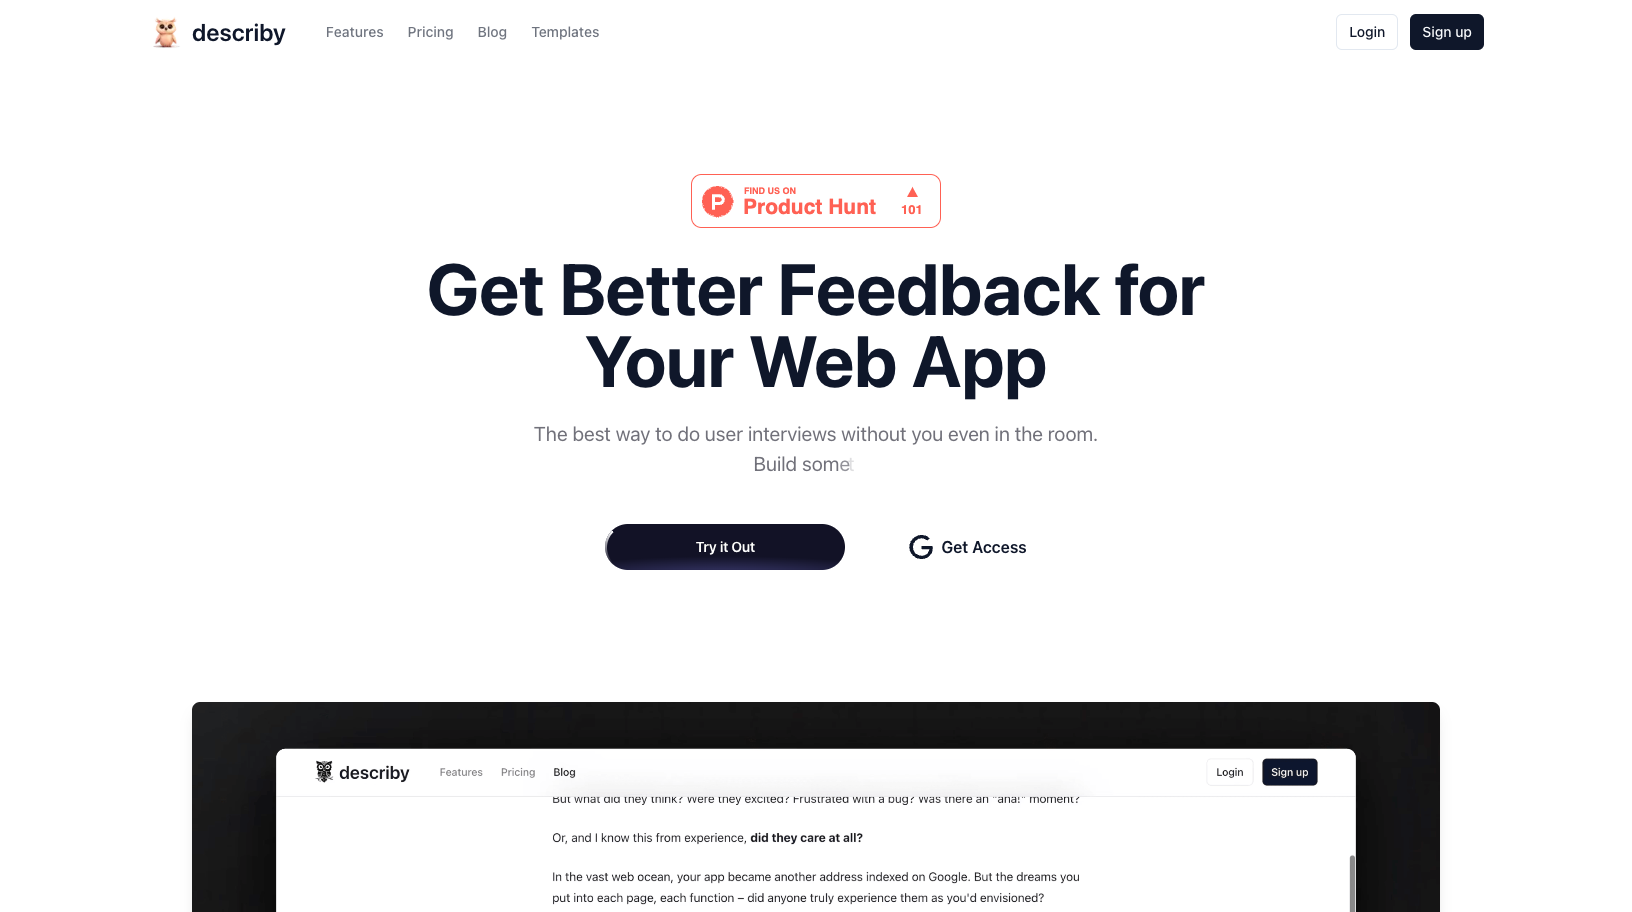 describy
Features
Pricing
Blog
Templates
Login
Sign up
FIND US ON
Product Hunt
101
Get Better Feedback for
Your Web App
The best way to do user interviews without you even in the room.
Build somet
Try it Out
Get Access
describy
Features
Pricing
Blog
Login
Sign up
But what did they think? Were they excited? Frustrated with a bug? Was there an "aha!" moment?
Or, and I know this from experience, did they care at all?
In the vast web ocean, your app became another address indexed on Google. But the dreams you
put into each page, each function – did anyone truly experience them as you'd envisioned?